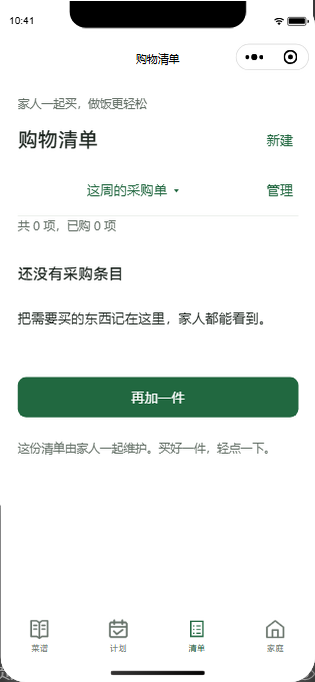 10:41
购物清单
家人一起买，做饭更轻松
购物清单
新建
这周的采购单
管理
共 0 项，已购 0 项
还没有采购条目
把需要买的东西记在这里，家人都能看到。
再加一件
这份清单由家人一起维护。买好一件，轻点一下。
菜谱
计划
清单
家庭